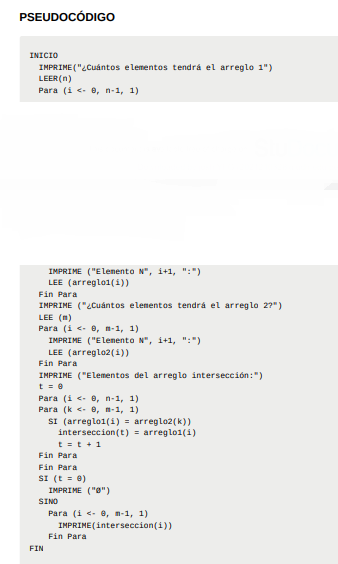 PSEUDOCÓDIGO
INICIO
IMPRIME("¿Cuántos elementos tendrá el arreglo 1")
LEER(n)
Para (i <- 0, n-1, 1)
IMPRIME ("Elemento N", i+1, ":")
LEE (arreglo1(i))
Fin Para
IMPRIME ("¿Cuántos elementos tendrá el arreglo 2?")
LEE (m)
Para (i <- 0, m-1, 1)
IMPRIME ("Elemento N", i+1, ":")
LEE (arreglo2(i))
Fin Para
IMPRIME ("Elementos del arreglo intersección:")
t = 0
Para (i <- 0, n-1, 1)
Para (k <- 0, m-1, 1)
SI (arreglo1(i) = arreglo2(k))
interseccion(t) = arreglo1(i)
t = t + 1
Fin Para
Fin Para
SI (t = 0)
IMPRIME ("Ø")
SINO
Para (i <- 0, m-1, 1)
IMPRIME(interseccion(i))
Fin Para
FIN